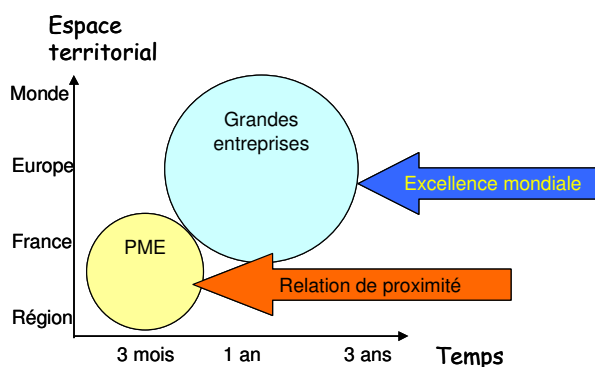 Espace
territorial
Monde
Grandes
entreprises
Europe
Excellence mondiale
France
PME
Relation de proximité
Région
3 mois
1 an
3 ans
Temps